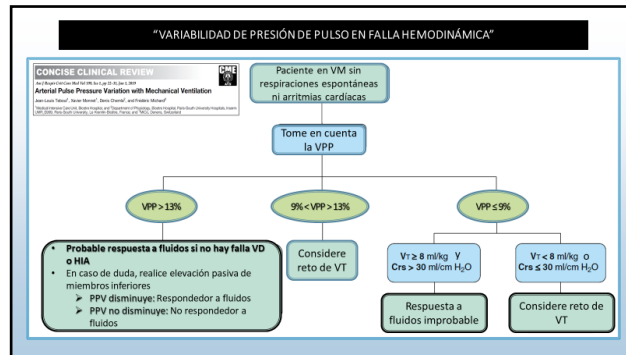 "VARIABILIDAD DE PRESIÓN DE PULSO EN FALLA HEMODINÁMICA"
CONCISE CLINICAL REVIEW
CME
Arterial Pulse Pressure Variation with Mechanical Ventilation
Paciente en VM sin
respiraciones espontáneas
ni arritmias cardíacas
Tome en cuenta
la VPP
VPP > 13%
9% < VPP > 13%
VPP ≤ 9%
• Probable respuesta a fluidos si no hay falla VD
o HIA
• En caso de duda, realice elevación pasiva de
miembros inferiores
➢ PPV disminuye: Respondedor a fluidos
➢ PPV no disminuye: No respondedor a
fluidos
Considere
reto de VT
VT ≥ 8 ml/kg y
Crs > 30 ml/cm H2O
VT < 8 ml/kg o
Crs ≤ 30 ml/cm H2O
Respuesta a
fluidos improbable
Considere reto de
VT